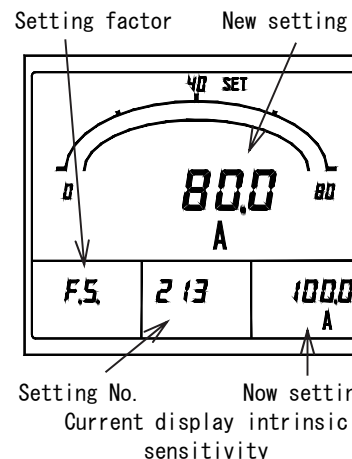 Setting factor New setting
40 SET
0 80.0 80
A
F.S. 213 100.0
A
Setting No. Now settin
Current display intrinsic
sensitivity